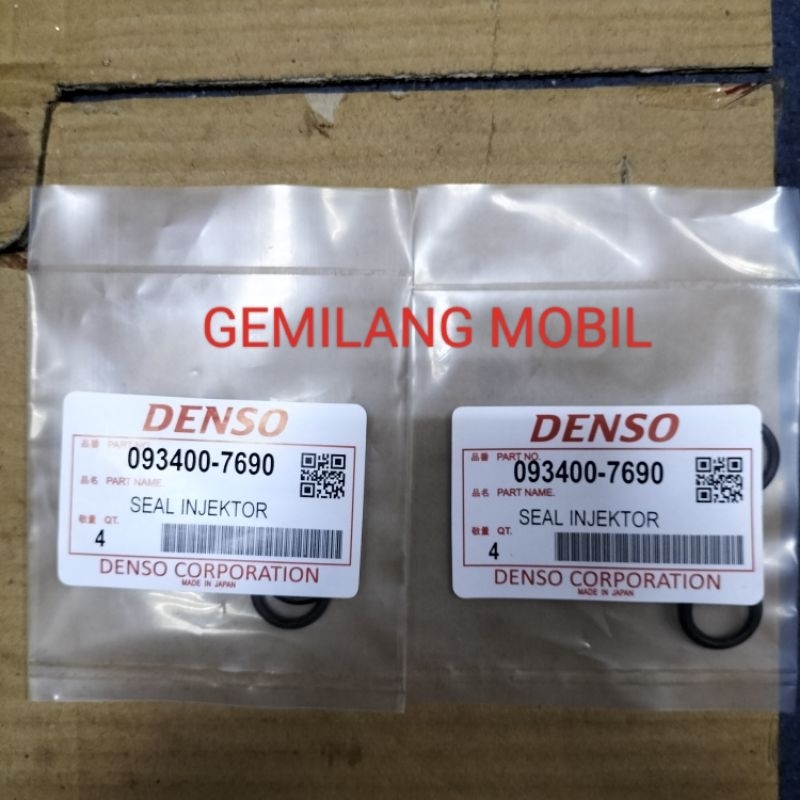 GEMILANG MOBIL
DENSO
品番 PART NO.
093400-7690
品名 PART NAME.
SEAL INJEKTOR
数量 QT.
4
DENSO CORPORATION
MADE IN JAPAN
DENSO
品番 PART NO.
093400-7690
品名 PART NAME.
SEAL INJEKTOR
数量 QT.
4
DENSO CORPORATION
MADE IN JAPAN